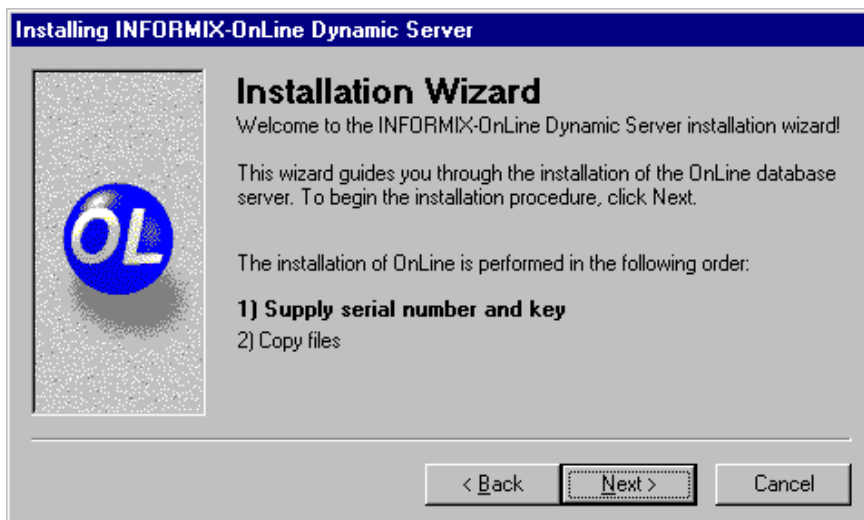 Installing INFORMIX-OnLine Dynamic Server
Installation Wizard
Welcome to the INFORMIX-OnLine Dynamic Server installation wizard!
This wizard guides you through the installation of the OnLine database
server. To begin the installation procedure, click Next.
OL
The installation of OnLine is performed in the following order:
1) Supply serial number and key
2) Copy files
< Back
Next >
Cancel